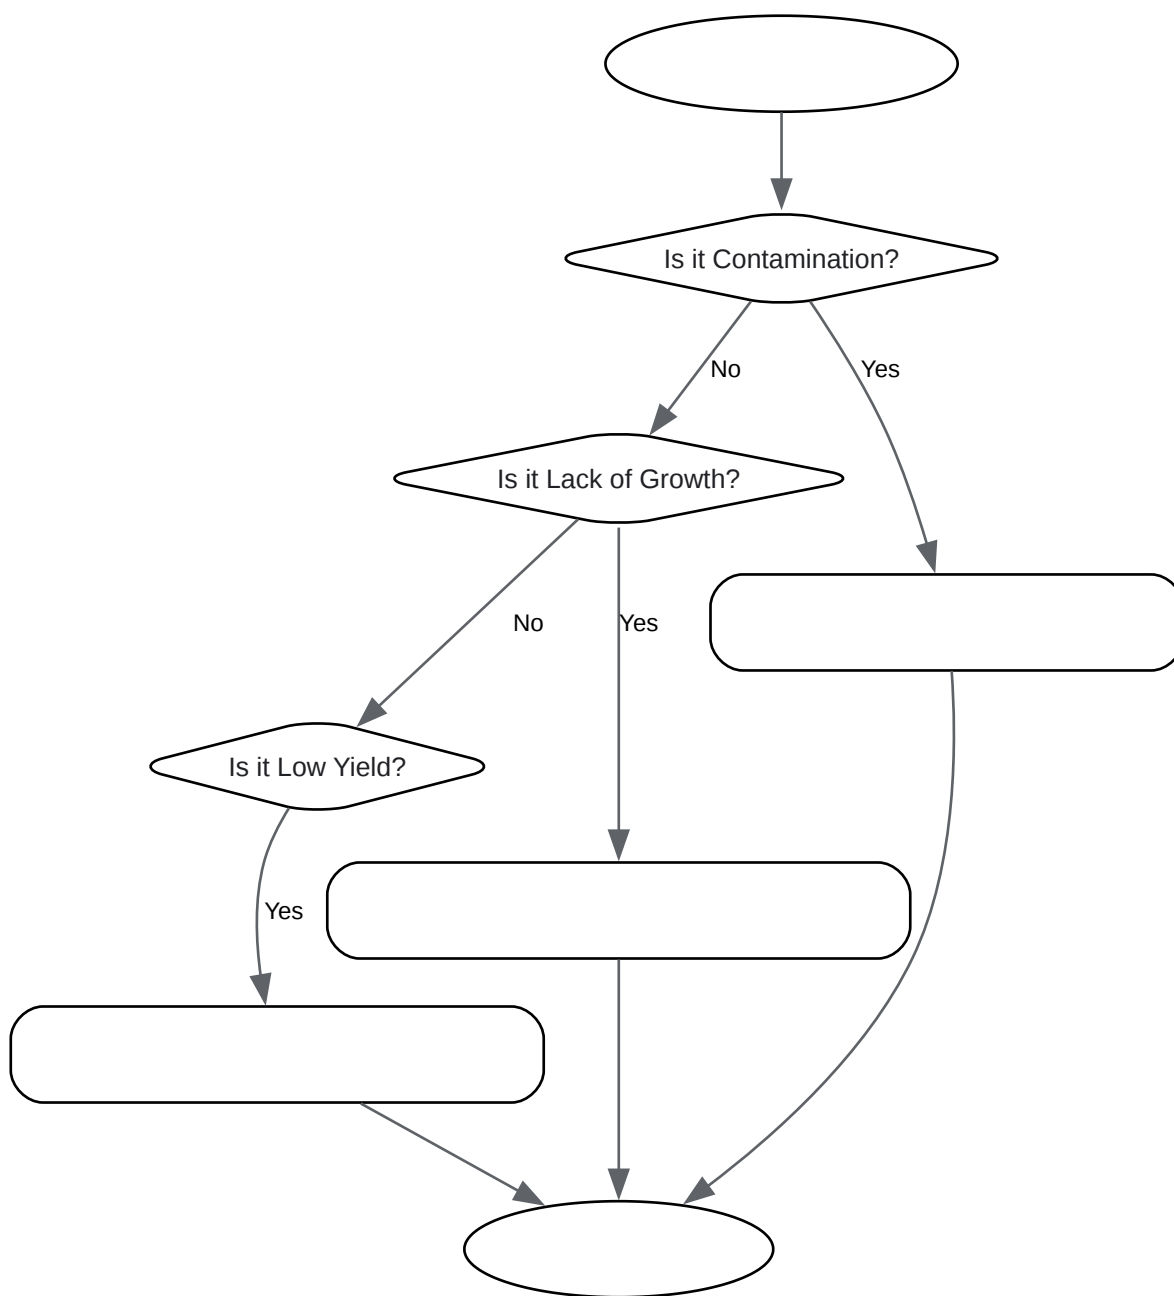 Is it Contamination?
No
Yes
Is it Lack of Growth?
No
Yes
Is it Low Yield?
Yes